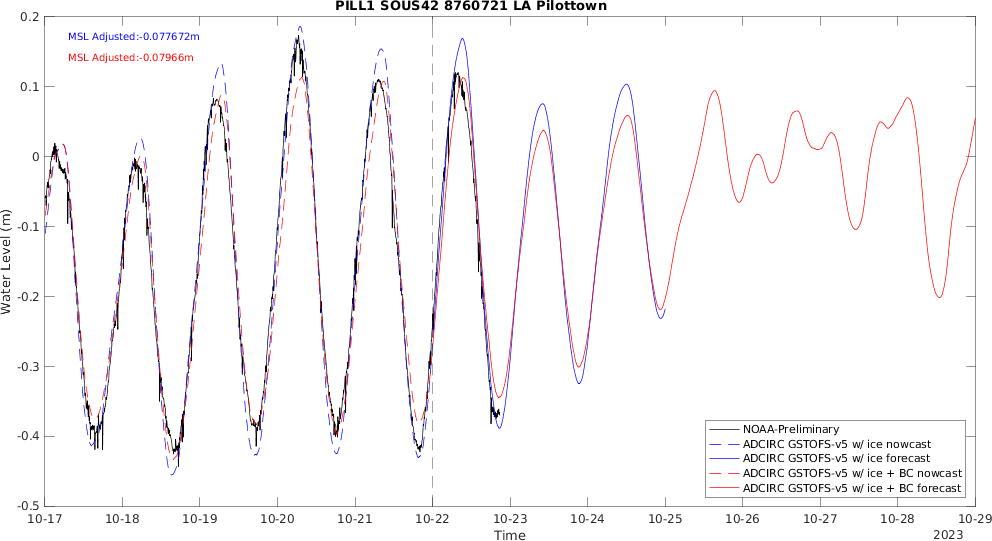 PILL1 SOUS42 8760721 LA Pilottown
MSL Adjusted:-0.077672m
MSL Adjusted:-0.07966m
0.2
0.1
0
-0.1
-0.2
-0.3
-0.4
-0.5
Water Level (m)
NOAA-Preliminary
ADCIRC GSTOFS-v5 w/ ice nowcast
ADCIRC GSTOFS-v5 w/ ice forecast
ADCIRC GSTOFS-v5 w/ ice + BC nowcast
ADCIRC GSTOFS-v5 w/ ice + BC forecast
10-17 10-18 10-19 10-20 10-21 10-22 10-23 10-24 10-25 10-26 10-27 10-28 10-29
Time
2023